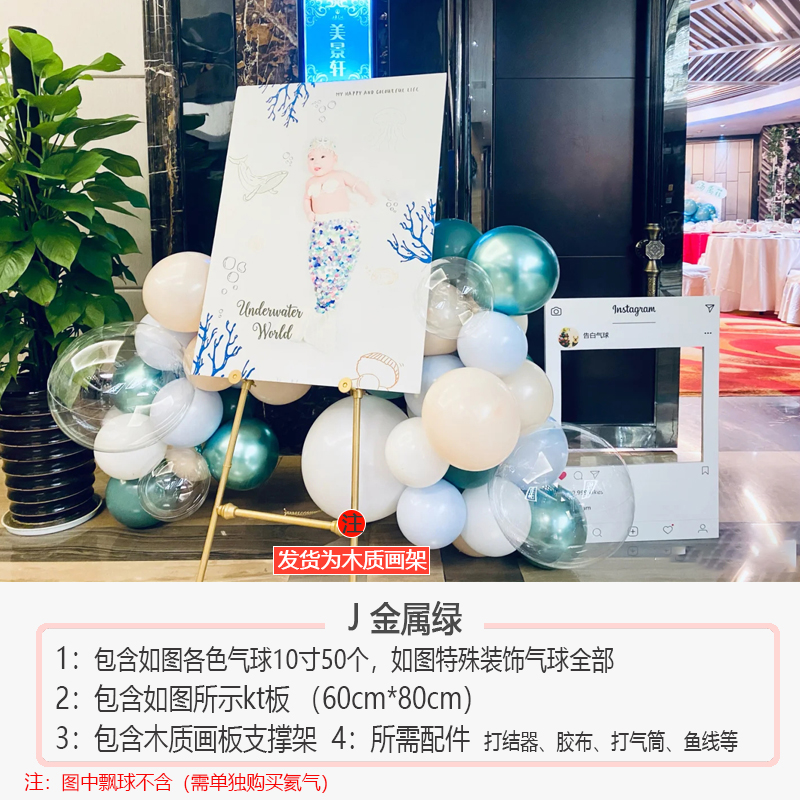 美景轩
MY HAPPY AND COLOURFUL LIFE
Underwater
World
Instagram
告白气球
注
发货为木质画架
J 金属绿
1：包含如图各色气球10寸50个，如图特殊装饰气球全部
2：包含如图所示kt板 （60cm*80cm）
3：包含木质画板支撑架 4：所需配件 打结器、胶布、打气筒、鱼线等
注：图中飘球不含（需单独购买氦气）